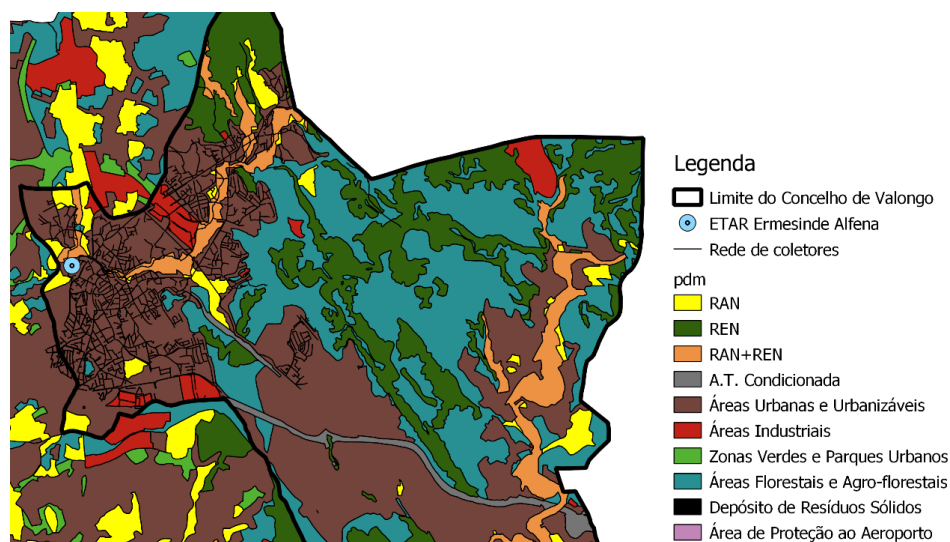 Legenda
Limite do Concelho de Valongo
ETAR Ermesinde Alfena
Rede de coletores
pdm
RAN
REN
RAN+REN
A.T. Condicionada
Áreas Urbanas e Urbanizáveis
Áreas Industriais
Zonas Verdes e Parques Urbanos
Áreas Florestais e Agro-florestais
Depósito de Resíduos Sólidos
Área de Proteção ao Aeroporto